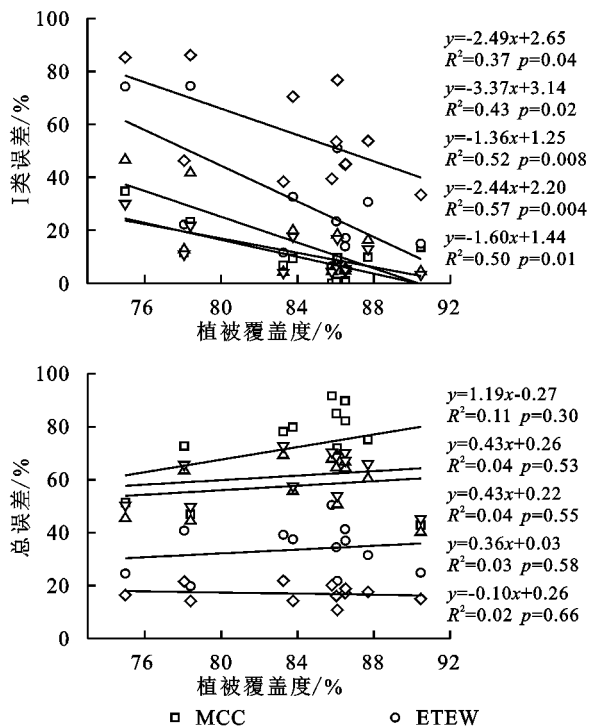 100
80
60
40
20
0
I类误差/%
76
80
84
88
92
植被覆盖度/%
y=-2.49x+2.65
R²=0.37 p=0.04
y=-3.37x+3.14
R²=0.43 p=0.02
y=-1.36x+1.25
R²=0.52 p=0.008
y=-2.44x+2.20
R²=0.57 p=0.004
y=-1.60x+1.44
R²=0.50 p=0.01
100
80
60
40
20
0
总误差/%
76
80
84
88
92
植被覆盖度/%
y=1.19x-0.27
R²=0.11 p=0.30
y=0.43x+0.26
R²=0.04 p=0.53
y=0.43x+0.22
R²=0.04 p=0.55
y=0.36x+0.03
R²=0.03 p=0.58
y=-0.10x+0.26
R²=0.02 p=0.66
MCC
ETEW